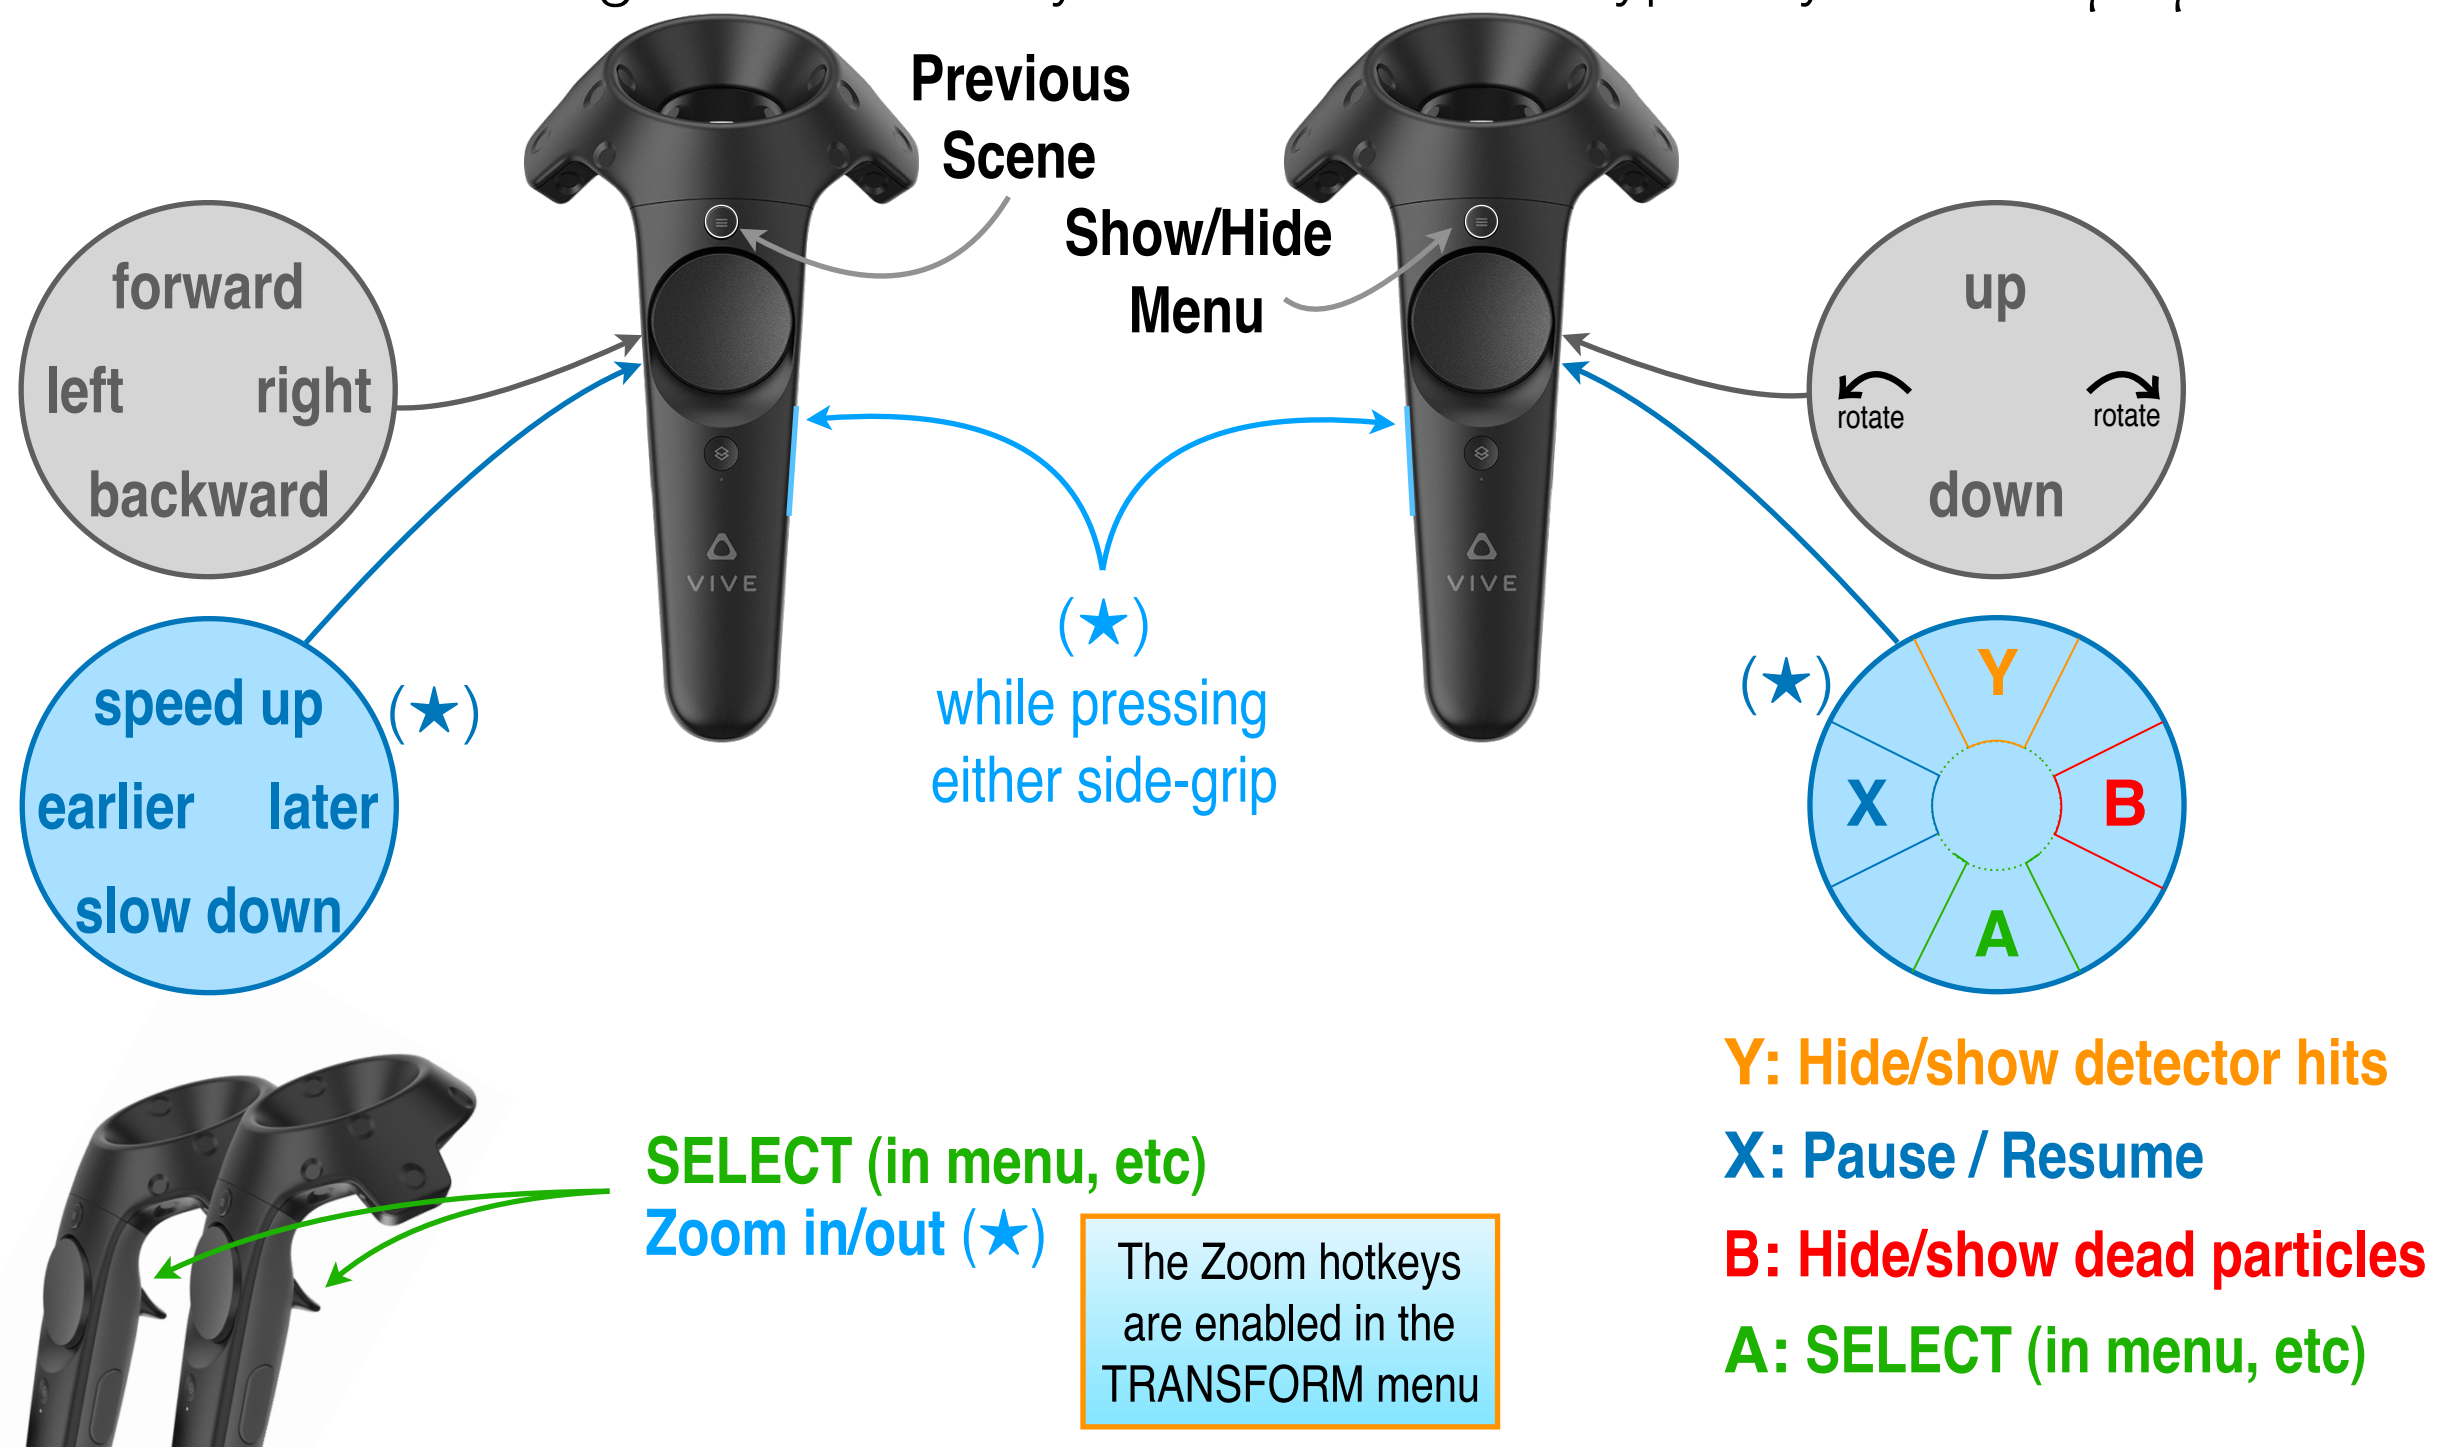 Previous
Scene
Show/Hide
Menu
forward
left right
backward
up
rotate rotate
down
VIVE
VIVE
(★)
while pressing
either side-grip
speed up
earlier later
slow down
(★)
(★)
Y
X B
A
SELECT (in menu, etc)
Zoom in/out (★)
The Zoom hotkeys
are enabled in the
TRANSFORM menu
Y: Hide/show detector hits
X: Pause / Resume
B: Hide/show dead particles
A: SELECT (in menu, etc)